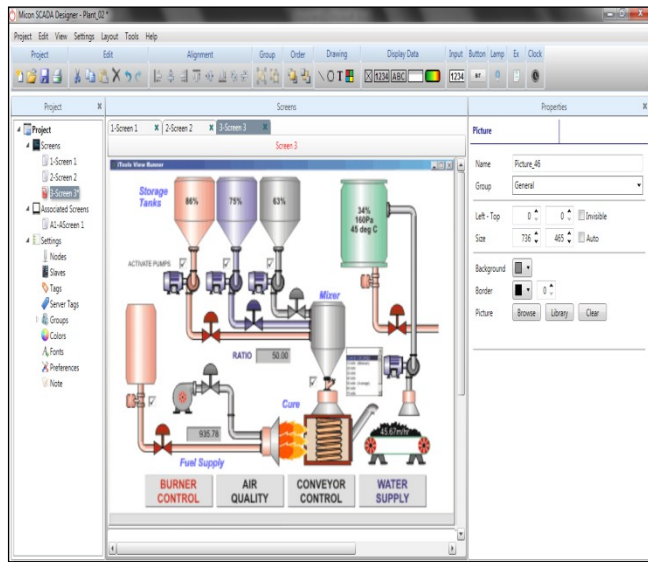 Micon SCADA Designer - Plant_02 *
Project Edit View Settings Layout Tools Help
Project Edit Alignment Group Order Drawing Display Data Input Button Lamp Ex Clock
T 1234 ABC 1234
Project Screens Properties
Project
Screens
1-Screen 1
2-Screen 2
3-Screen 3*
Associated Screens
A1-AScreen 1
Settings
Nodes
Slaves
Tags
Server Tags
Groups
Colors
Fonts
Preferences
Note
1-Screen 1 2-Screen 2 3-Screen 3
Screen 3
iTools View Runner
Storage
Tanks
86% 75% 63%
34%
160Pa
45 deg C
ACTIVATE PUMPS
Mixer
RATIO 50.00
Cure
935.78
45.67m/hr
Fuel Supply
BURNER
CONTROL
AIR
QUALITY
CONVEYOR
CONTROL
WATER
SUPPLY
Picture
Name Picture_46
Group General
Left - Top 0 0 Invisible
Size 736 465 Auto
Background
Border 0
Picture Browse Library Clear